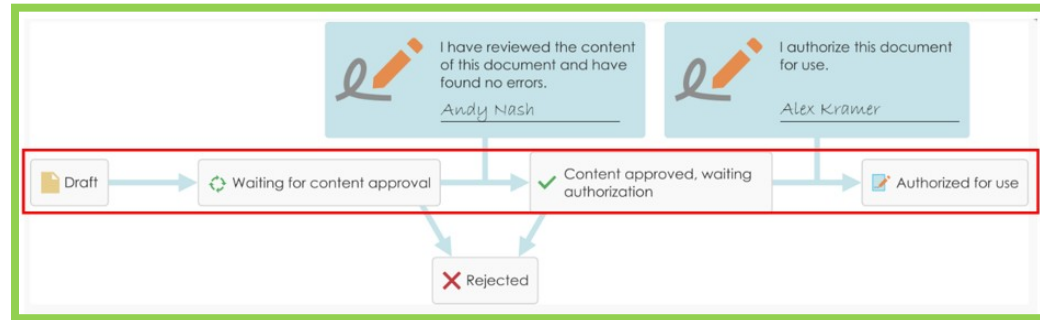 I have reviewed the content
of this document and have
found no errors.
Andy Nash
I authorize this document
for use.
Alex Kramer
Draft
Waiting for content approval
Content approved, waiting
authorization
Authorized for use
Rejected